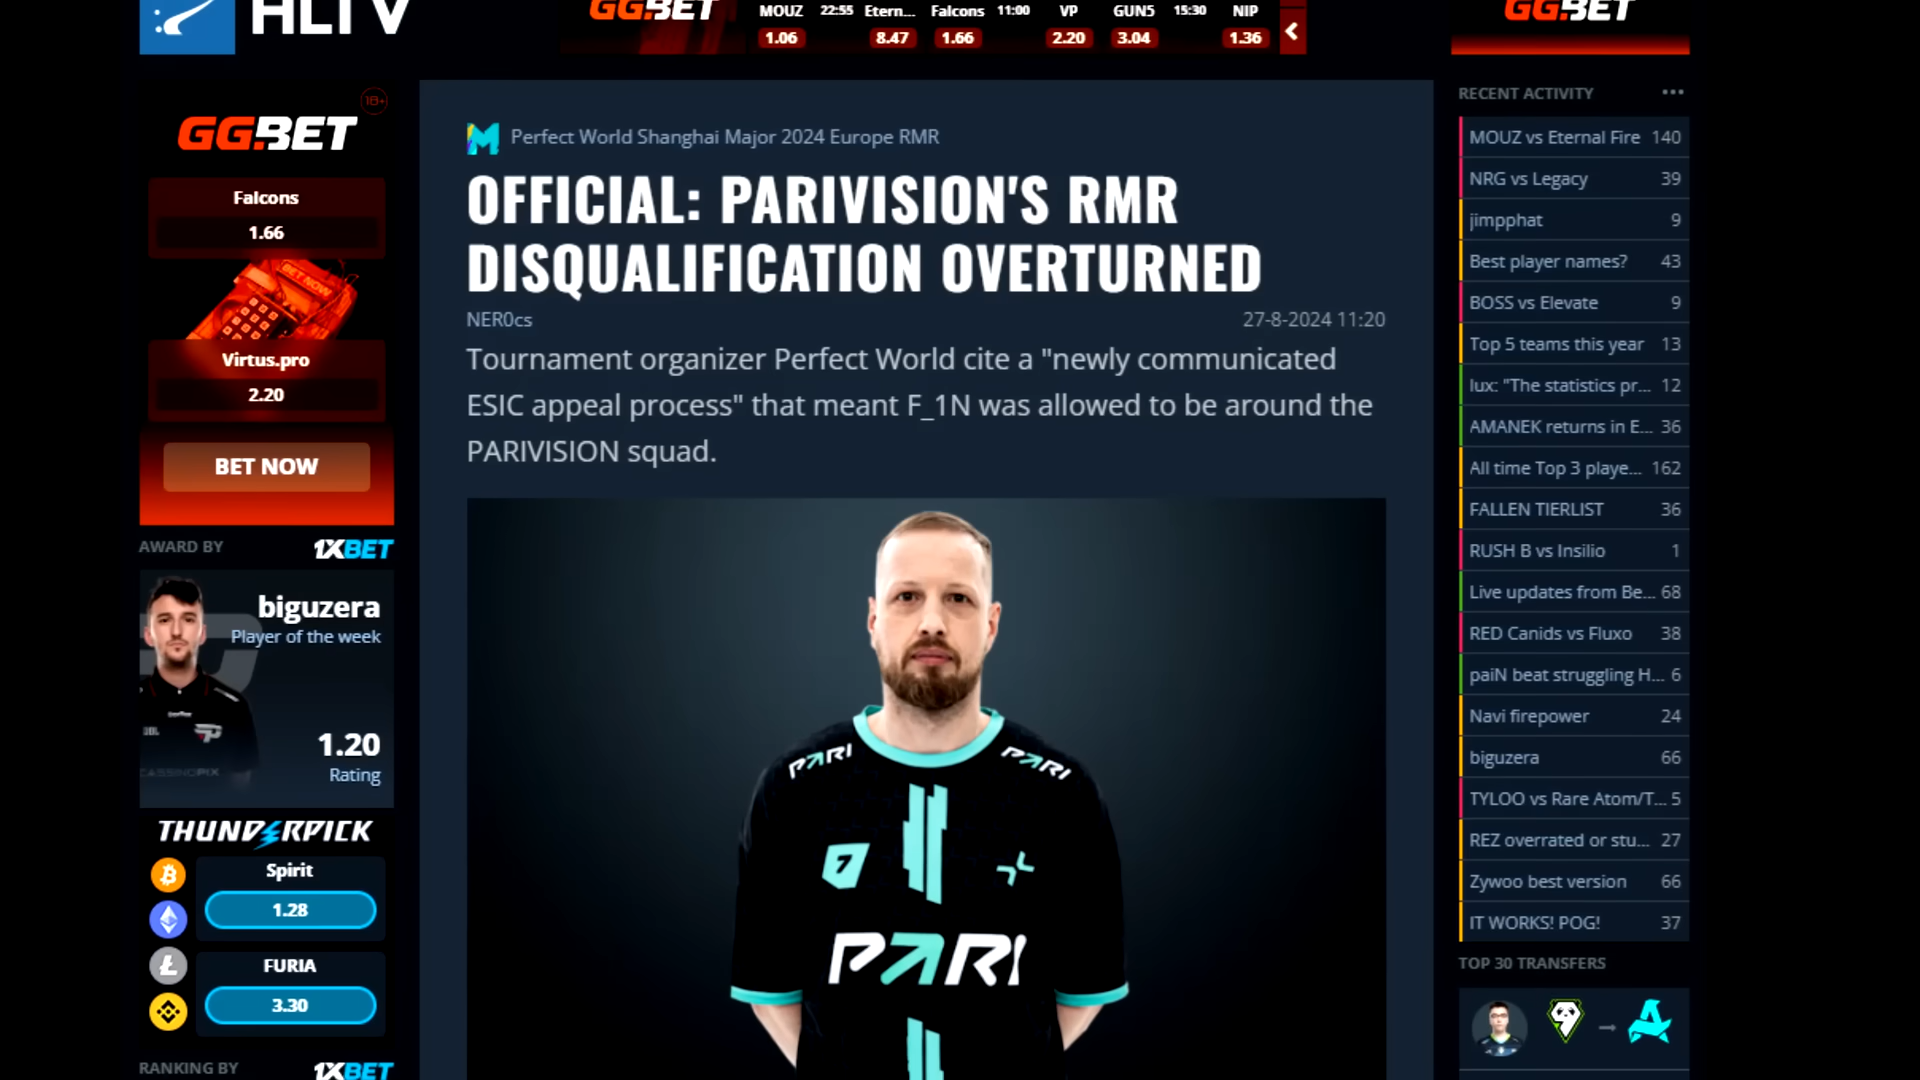 HLTV
GG.BET
MOUZ 22:55 Etern...
1.06 8.47
Falcons 11:00 VP
1.66 2.20
GUN5 15:30 NIP
3.04 1.36
GG.BET
18+
GG.BET
Falcons
1.66
BET NOW
Virtus.pro
2.20
BET NOW
AWARD BY 1XBET
biguzera
Player of the week
1.20
Rating
CASSINOPIX
THUNDERPICK
Spirit
1.28
FURIA
3.30
RANKING BY 1XBET
Perfect World Shanghai Major 2024 Europe RMR
OFFICIAL: PARIVISION'S RMR
DISQUALIFICATION OVERTURNED
NER0cs 27-8-2024 11:20
Tournament organizer Perfect World cite a "newly communicated
ESIC appeal process" that meant F_1N was allowed to be around the
PARIVISION squad.
PARI PARI
7
PARI
RECENT ACTIVITY
MOUZ vs Eternal Fire 140
NRG vs Legacy 39
jimpphat 9
Best player names? 43
BOSS vs Elevate 9
Top 5 teams this year 13
lux: "The statistics pr... 12
AMANEK returns in E... 36
All time Top 3 playe... 162
FALLEN TIERLIST 36
RUSH B vs Insilio 1
Live updates from Be... 68
RED Canids vs Fluxo 38
paiN beat struggling H... 6
Navi firepower 24
biguzera 66
TYLOO vs Rare Atom/T... 5
REZ overrated or stu... 27
Zywoo best version 66
IT WORKS! POG! 37
TOP 30 TRANSFERS